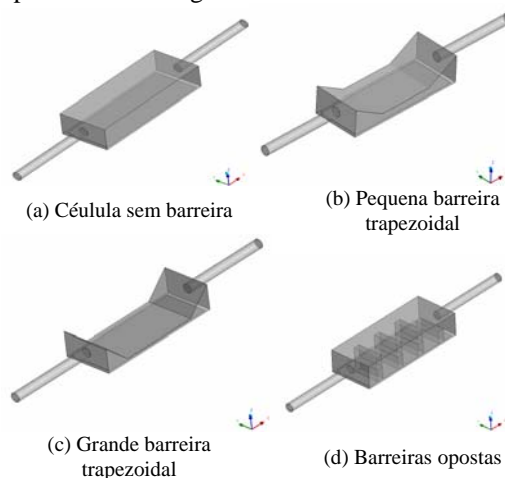 (a) Céulula sem barreira
(b) Pequena barreira
trapezoidal
(c) Grande barreira
trapezoidal
(d) Barreiras opostas